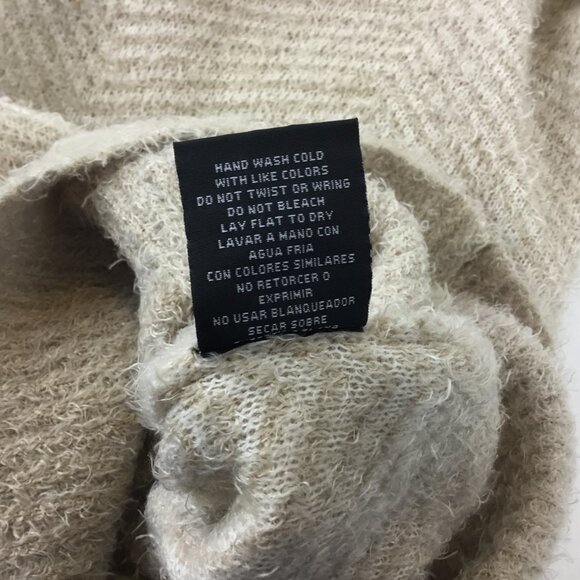 HAND WASH COLD
WITH LIKE COLORS
DO NOT TWIST OR WRING
DO NOT BLEACH
LAY FLAT TO DRY
LAVAR A MANO CON
AGUA FRIA
CON COLORES SIMILARES
NO RETORCER O
EXPRIMIR
NO USAR BLANQUEADOR
SECAR SOBRE